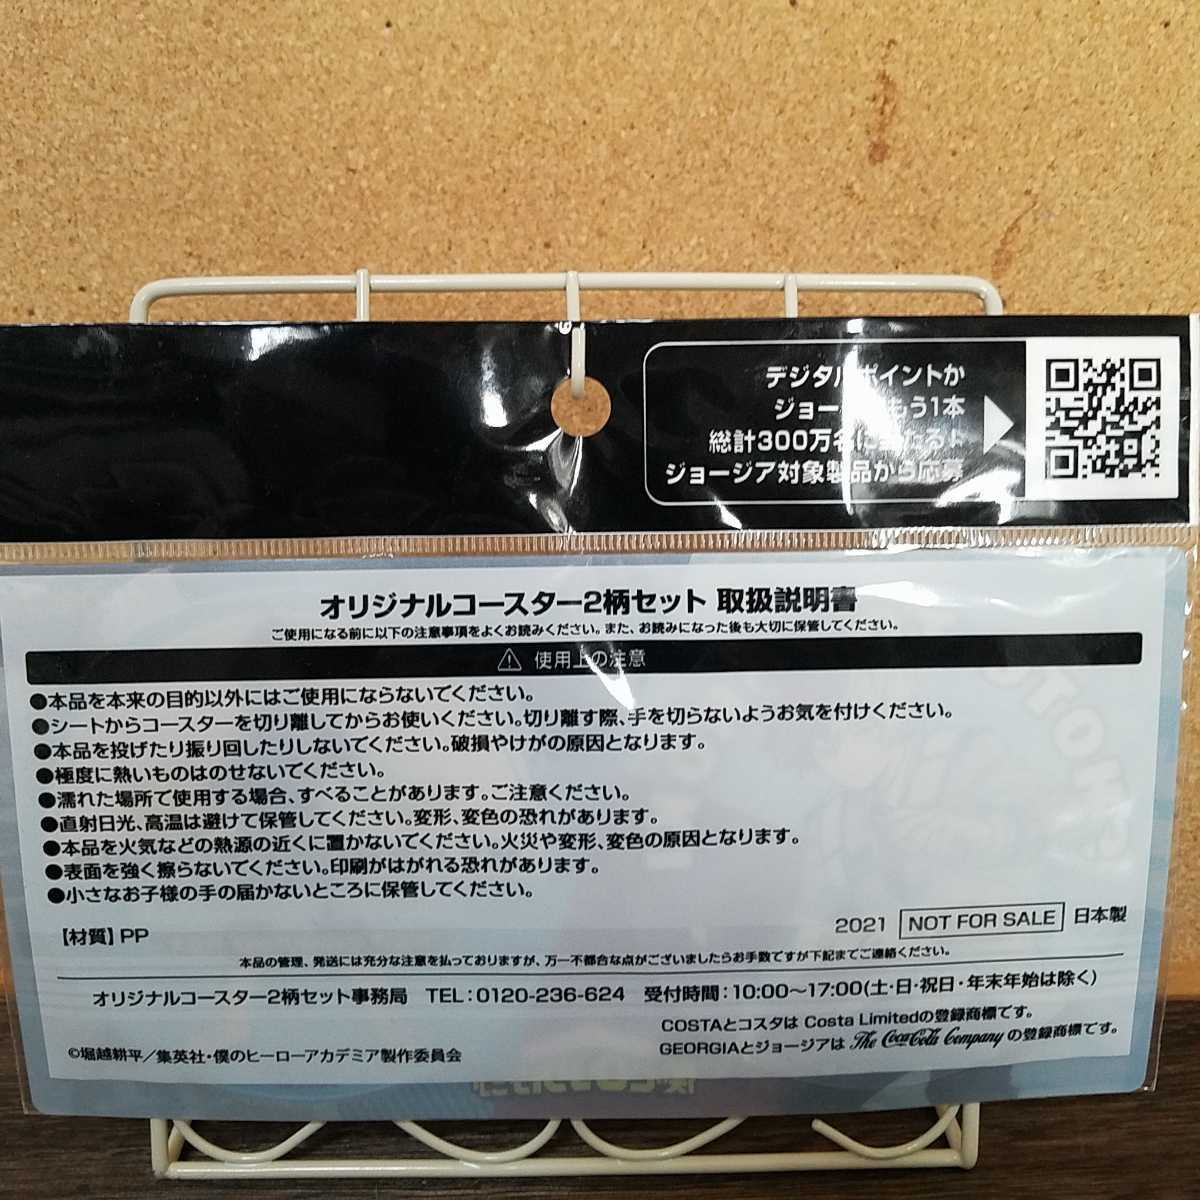 デジタルポイントか
ジョー もう1本
総計300万名に当たる!
ジョージア対象製品から応募
オリジナルコースター2柄セット 取扱説明書
ご使用になる前に以下の注意事項をよくお読みください。また、お読みになった後も大切に保管してください。
使用上の注意
●本品を本来の目的以外にはご使用にならないでください。
●シートからコースターを切り離してからお使いください。切り離す際、手を切らないようお気を付けください。
●本品を投げたり振り回したりしないでください。破損やけがの原因となります。
●極度に熱いものはのせないでください。
●濡れた場所で使用する場合、すべることがあります。ご注意ください。
●直射日光、高温は避けて保管してください。変形、変色の恐れがあります。
●本品を火気などの熱源の近くに置かないでください。火災や変形、変色の原因となります。
●表面を強く擦らないでください。印刷がはがれる恐れがあります。
●小さなお子様の手の届かないところに保管してください。
【材質】PP
2021 NOT FOR SALE 日本製
本品の管理、発送には充分な注意を払っておりますが、万一不都合な点がございましたらお手数ですが下記までご連絡ください。
オリジナルコースター2柄セット事務局 TEL:0120-236-624 受付時間:10:00〜17:00(土・日・祝日・年末年始は除く)
COSTAとコスタは Costa Limitedの登録商標です。
GEORGIAとジョージアは The Coca-Cola Company の登録商標です。
©堀越耕平/集英社・僕のヒーローアカデミア製作委員会